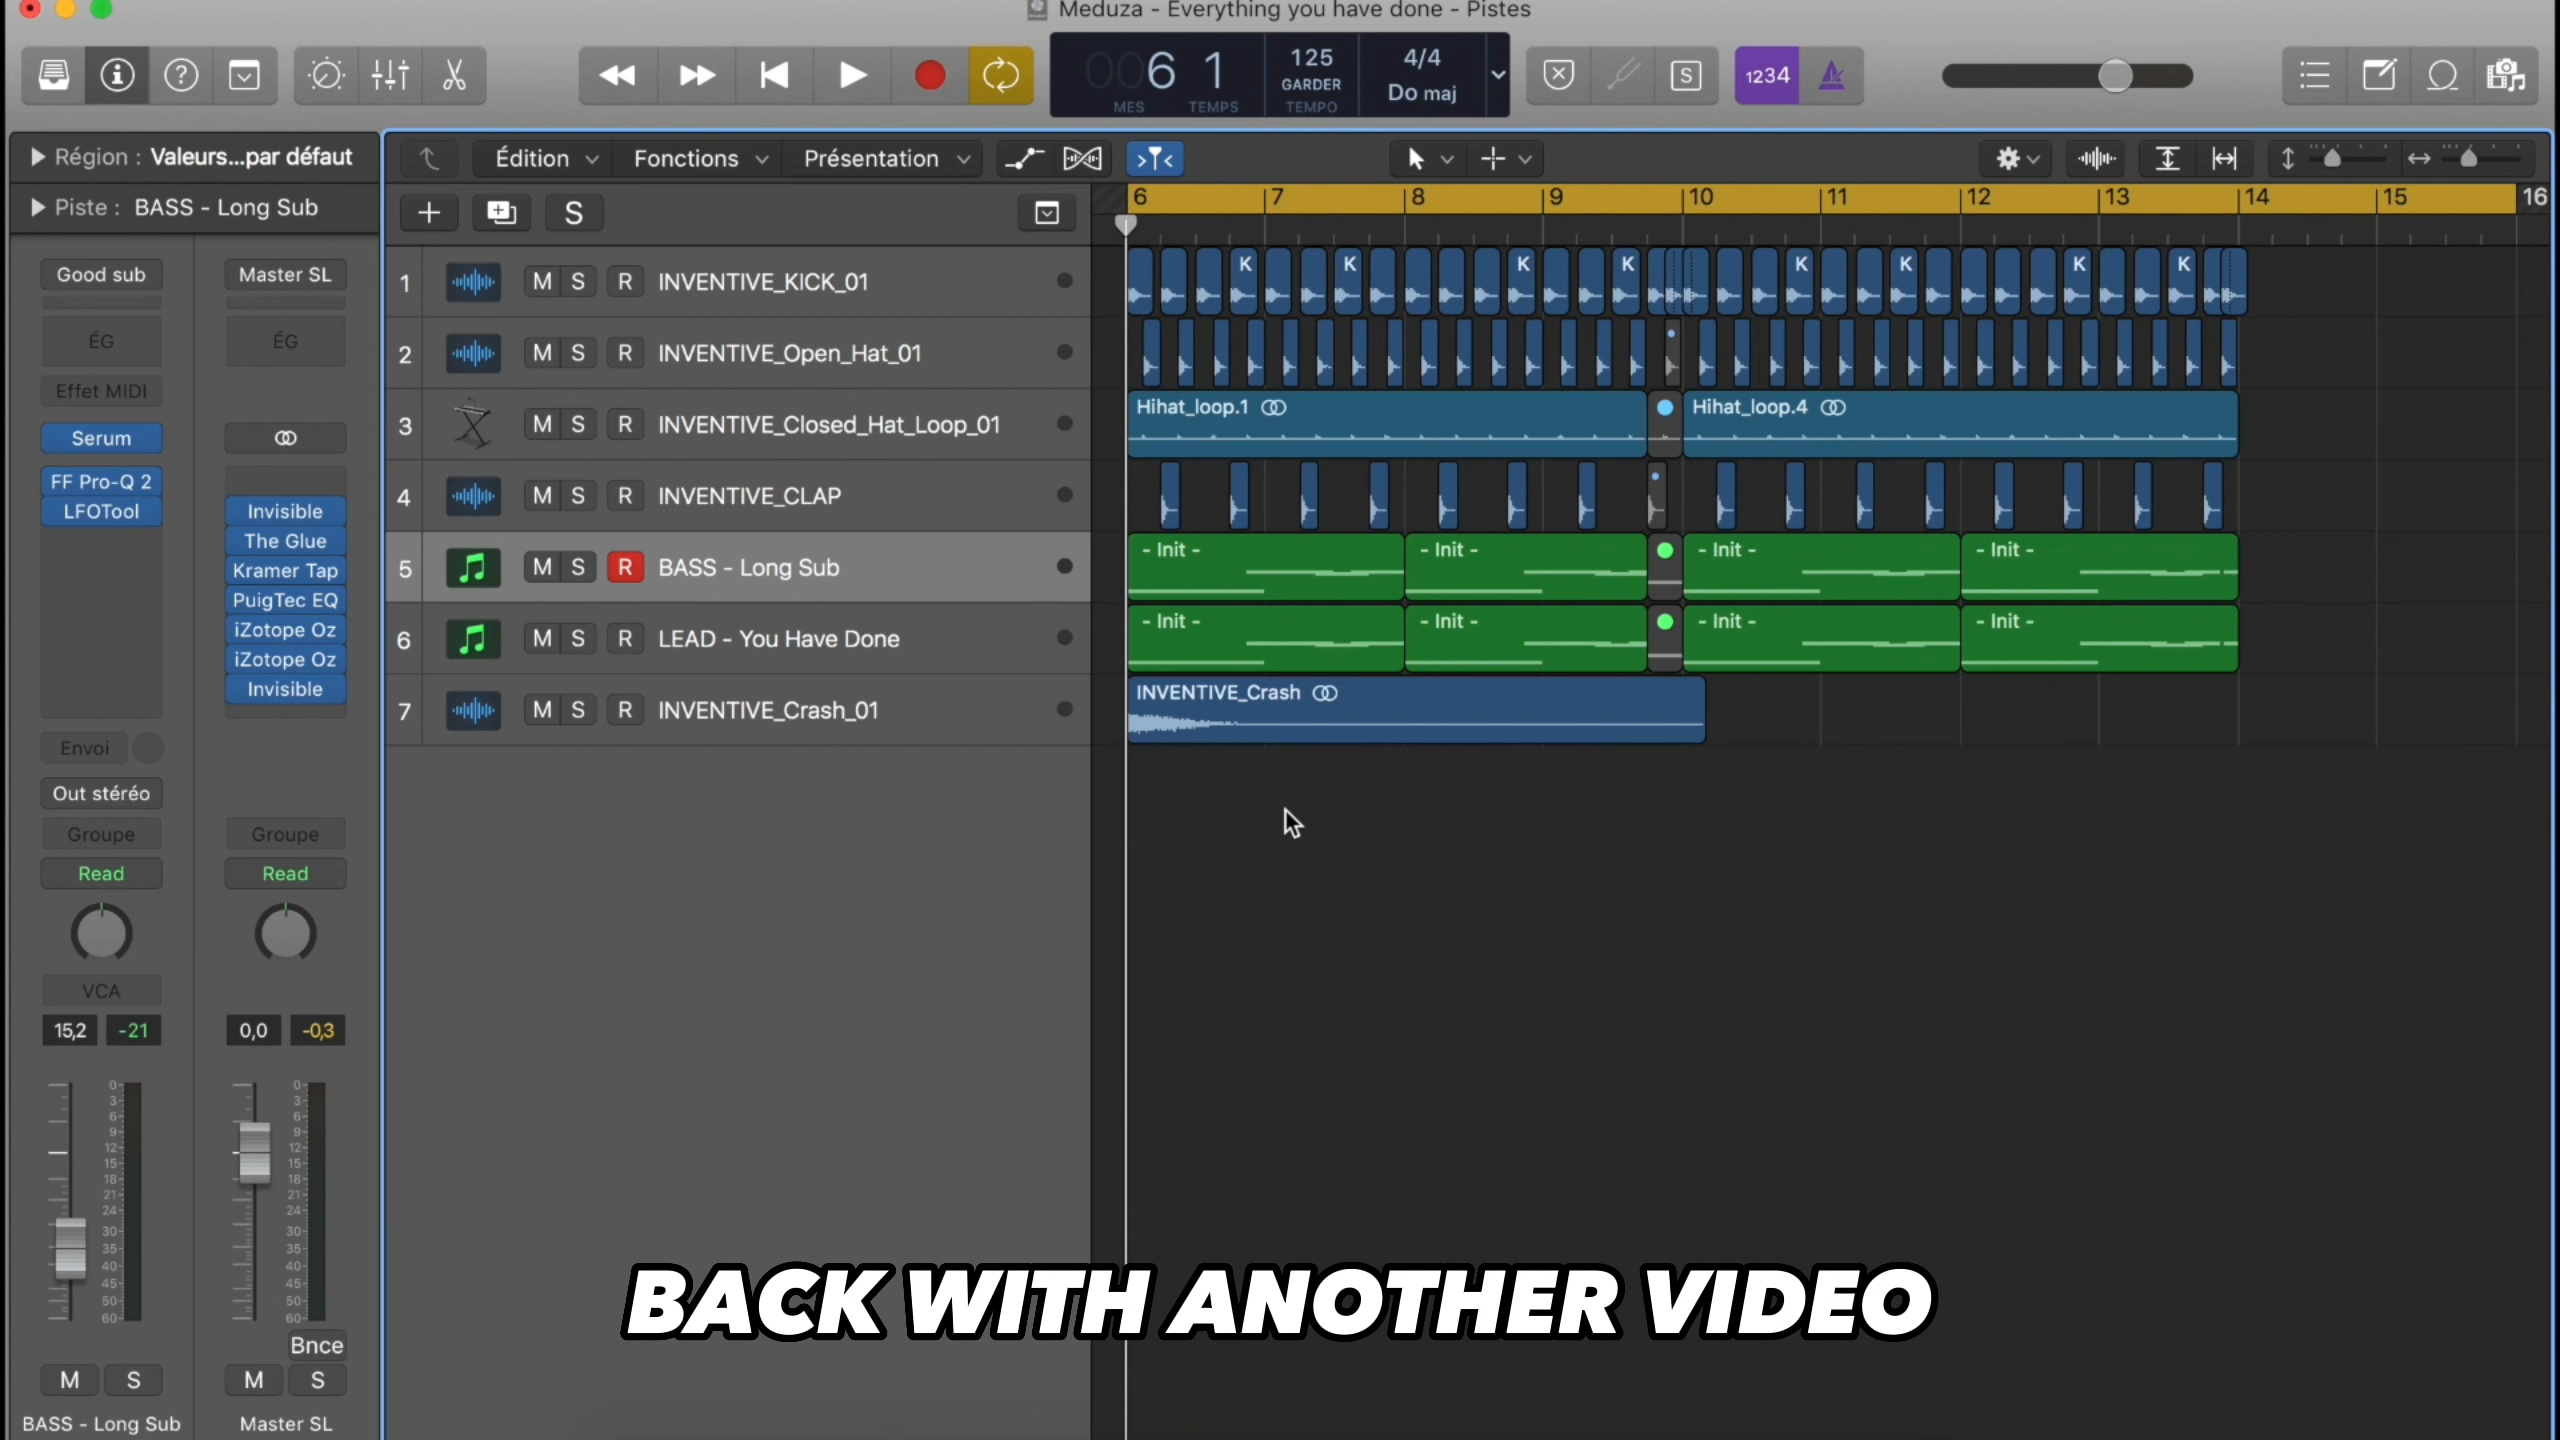 Meduza - Everything you have done - Pistes
6 1 125 4/4
GARDER Do maj
MES TEMPS TEMPO
S 1234
Région : Valeurs...par défaut
Édition Fonctions Présentation
Piste : BASS - Long Sub
S
6 7 8 9 10 11 12 13 14 15 16
Good sub Master SL
ÉG ÉG
Effet MIDI
Serum
FF Pro-Q 2
LFOTool Invisible
The Glue
Kramer Tap
PuigTec EQ
iZotope Oz
iZotope Oz
Invisible
Envoi
Out stéréo
Groupe Groupe
Read Read
VCA
15,2 -21 0,0 -0,3
Bnce
M S M S
BASS - Long Sub Master SL
1 M S R INVENTIVE_KICK_01
K K K K K K K K
2 M S R INVENTIVE_Open_Hat_01
3 M S R INVENTIVE_Closed_Hat_Loop_01
Hihat_loop.1 Hihat_loop.4
4 M S R INVENTIVE_CLAP
5 M S R BASS - Long Sub
- Init - - Init - - Init - - Init -
6 M S R LEAD - You Have Done
- Init - - Init - - Init - - Init -
7 M S R INVENTIVE_Crash_01
INVENTIVE_Crash
BACK WITH ANOTHER VIDEO